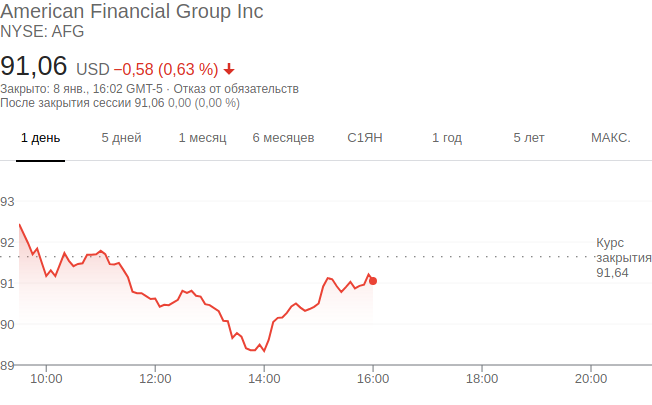 American Financial Group Inc
NYSE: AFG
91,06 USD −0,58 (0,63 %)
Закрыто: 8 янв., 16:02 GMT-5 · Отказ от обязательств
После закрытия сессии 91,06 0,00 (0,00 %)
1 день 5 дней 1 месяц 6 месяцев С1ЯН 1 год 5 лет МАКС.
93
92
91
90
89
Курс
закрытия
91,64
10:00 12:00 14:00 16:00 18:00 20:00